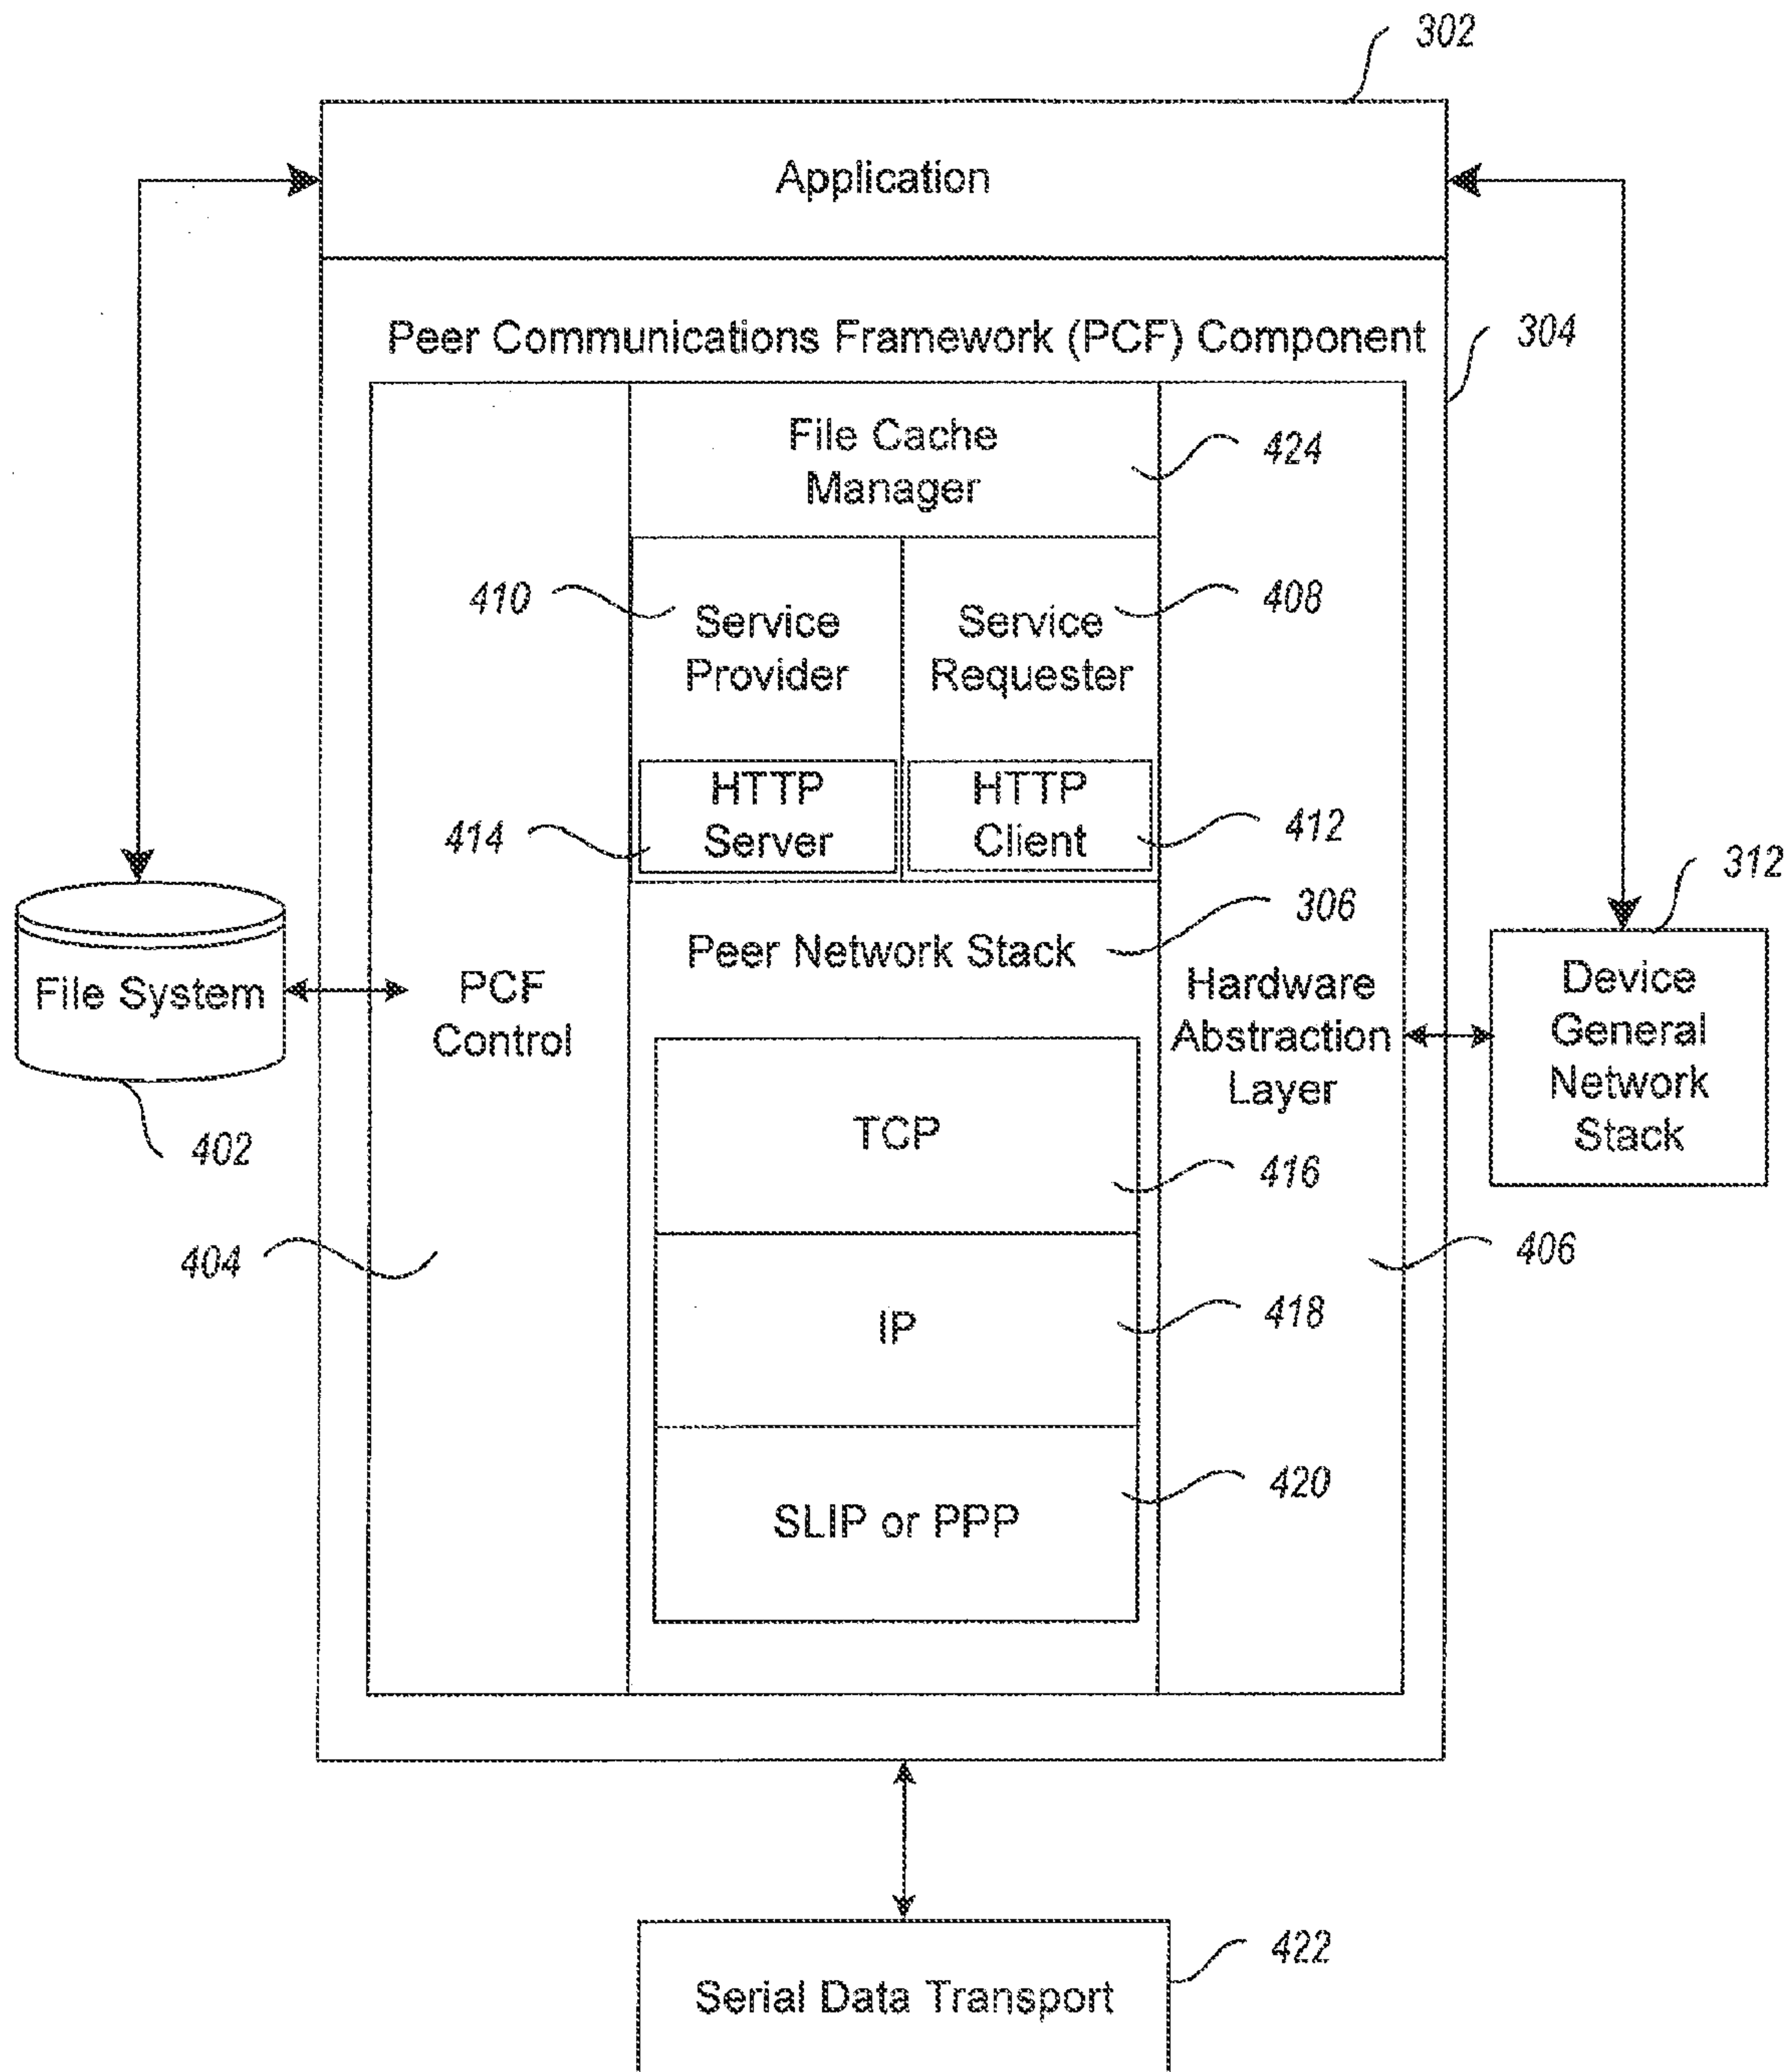 302
Application
Peer Communications Framework (PCF) Component
304
File Cache
Manager
424
410
Service
Provider
Service
Requester
408
HTTP
Server
414
HTTP
Client
412
306
Peer Network Stack
312
File System
402
PCF
Control
404
Hardware
Abstraction
Layer
406
Device
General
Network
Stack
TCP
416
IP
418
SLIP or PPP
420
422
Serial Data Transport